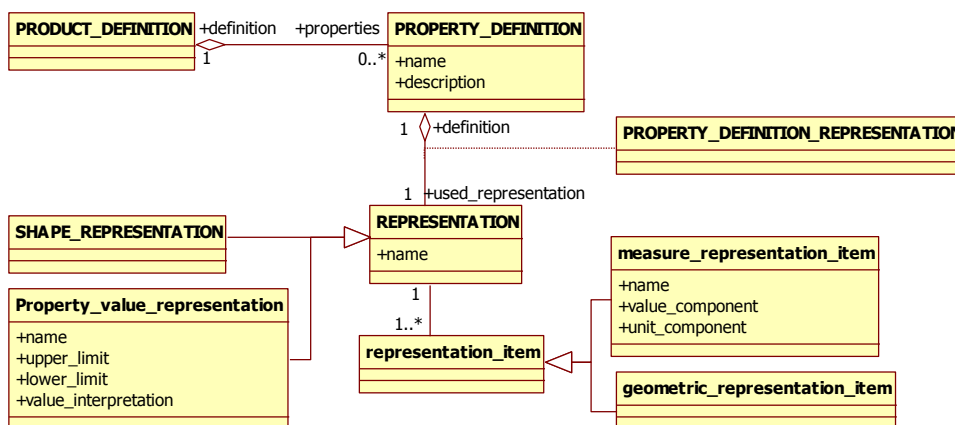 PRODUCT_DEFINITION
+definition
1
+properties
0..*
PROPERTY_DEFINITION
+name
+description
1
+definition
PROPERTY_DEFINITION_REPRESENTATION
1
+used_representation
SHAPE_REPRESENTATION
REPRESENTATION
+name
measure_representation_item
+name
+value_component
+unit_component
Property_value_representation
+name
+upper_limit
+lower_limit
+value_interpretation
1
1..*
representation_item
geometric_representation_item